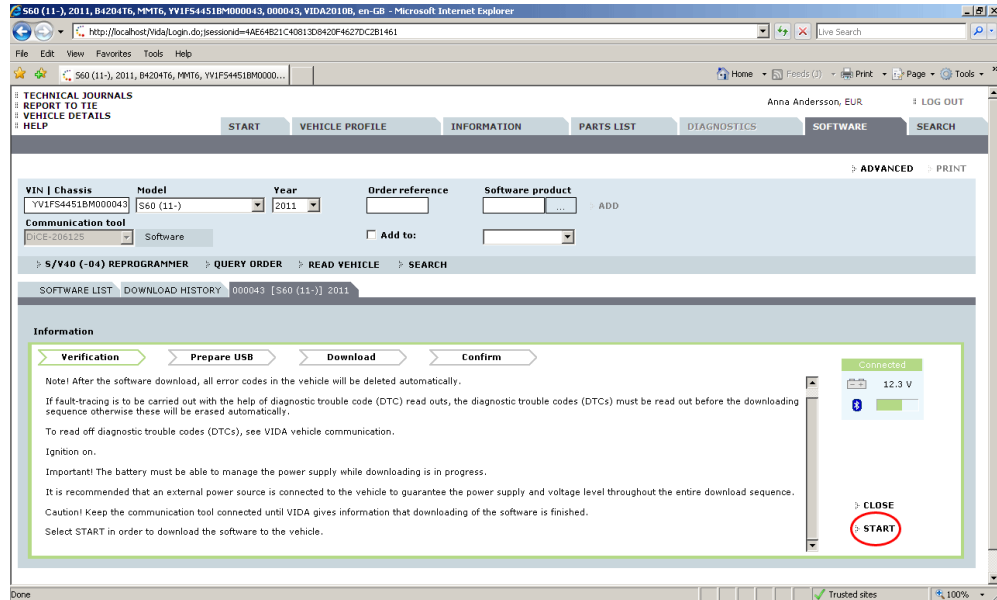 S60 (11-), 2011, B4204T6, MMT6, YV1FS4451BM000043, 000043, VIDA2010B, en-GB - Microsoft Internet Explorer
http://localhost/Vida/Login.do;jsessionid=4AE64B21C40813D8420F4627DC2B1461
Live Search
File Edit View Favorites Tools Help
S60 (11-), 2011, B4204T6, MMT6, YV1FS4451BM0000...
Home Feeds (J) Print Page Tools
TECHNICAL JOURNALS
REPORT TO TIE
VEHICLE DETAILS
HELP
Anna Andersson, EUR
LOG OUT
START VEHICLE PROFILE INFORMATION PARTS LIST DIAGNOSTICS SOFTWARE SEARCH
ADVANCED PRINT
VIN | Chassis Model Year Order reference Software product
YV1FS4451BM000043 S60 (11-) 2011 ... ADD
Communication tool
DiCE-206125 Software Add to:
S/V40 (-04) REPROGRAMMER QUERY ORDER READ VEHICLE SEARCH
SOFTWARE LIST DOWNLOAD HISTORY 000043 [S60 (11-)] 2011
Information
Verification Prepare USB Download Confirm
Connected
12.3 V
Note! After the software download, all error codes in the vehicle will be deleted automatically.
If fault-tracing is to be carried out with the help of diagnostic trouble code (DTC) read outs, the diagnostic trouble codes (DTCs) must be read out before the downloading
sequence otherwise these will be erased automatically.
To read off diagnostic trouble codes (DTCs), see VIDA vehicle communication.
Ignition on.
Important! The battery must be able to manage the power supply while downloading is in progress.
It is recommended that an external power source is connected to the vehicle to guarantee the power supply and voltage level throughout the entire download sequence.
Caution! Keep the communication tool connected until VIDA gives information that downloading of the software is finished.
Select START in order to download the software to the vehicle.
CLOSE
START
Done
Trusted sites
100%